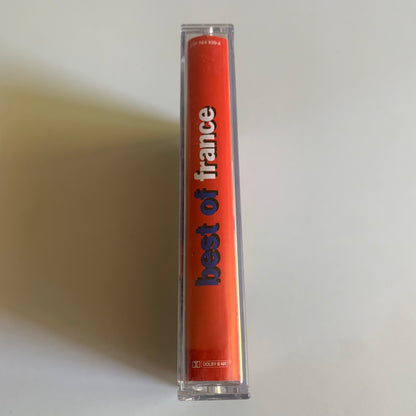 best of france
DOLBY B NR